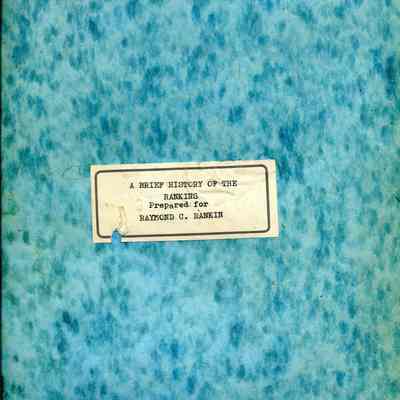 A BRIEF HISTORY OF THE
RANKINS
Prepared for
RAYMOND C. RANKIN